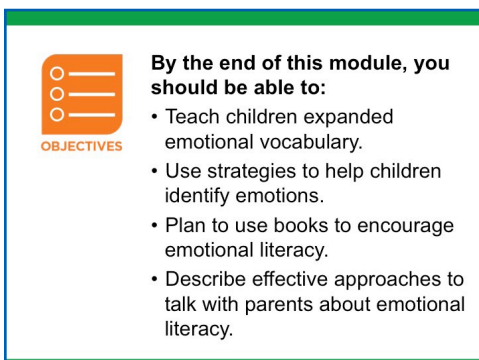 By the end of this module, you
should be able to:
• Teach children expanded
emotional vocabulary.
• Use strategies to help children
identify emotions.
• Plan to use books to encourage
emotional literacy.
• Describe effective approaches to
talk with parents about emotional
literacy.
OBJECTIVES